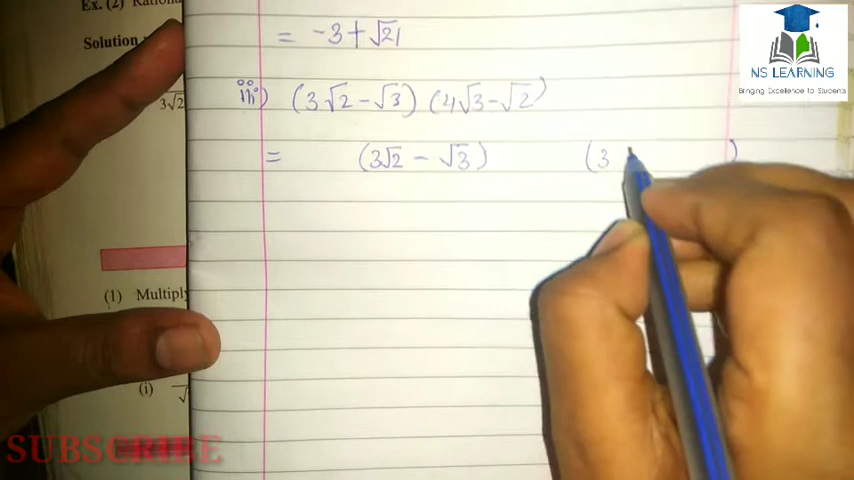 Ex. (2) Ration
Solution
3√2
= -3+√21
iii) (3√2 - √3) (4√3 - √2)
= (3√2 - √3) (3 )
(1) Multiply
(i)
NS LEARNING
Bringing Excellence to Students
SUBSCRIBE